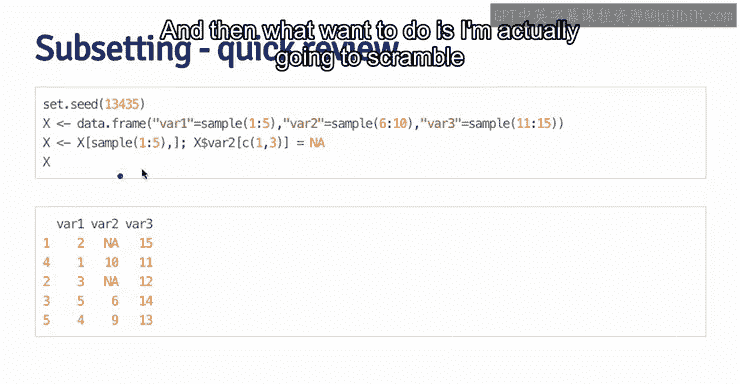 And then what want to do is I'm actually
going to scramble
Subsetting - quick review
set.seed(13435)
X <- data.frame("var1"=sample(1:5),"var2"=sample(6:10),"var3"=sample(11:15))
X <- X[sample(1:5),]; X$var2[c(1,3)] = NA
X
var1 var2 var3
1 2 NA 15
4 1 10 11
2 3 NA 12
3 5 6 14
5 4 9 13